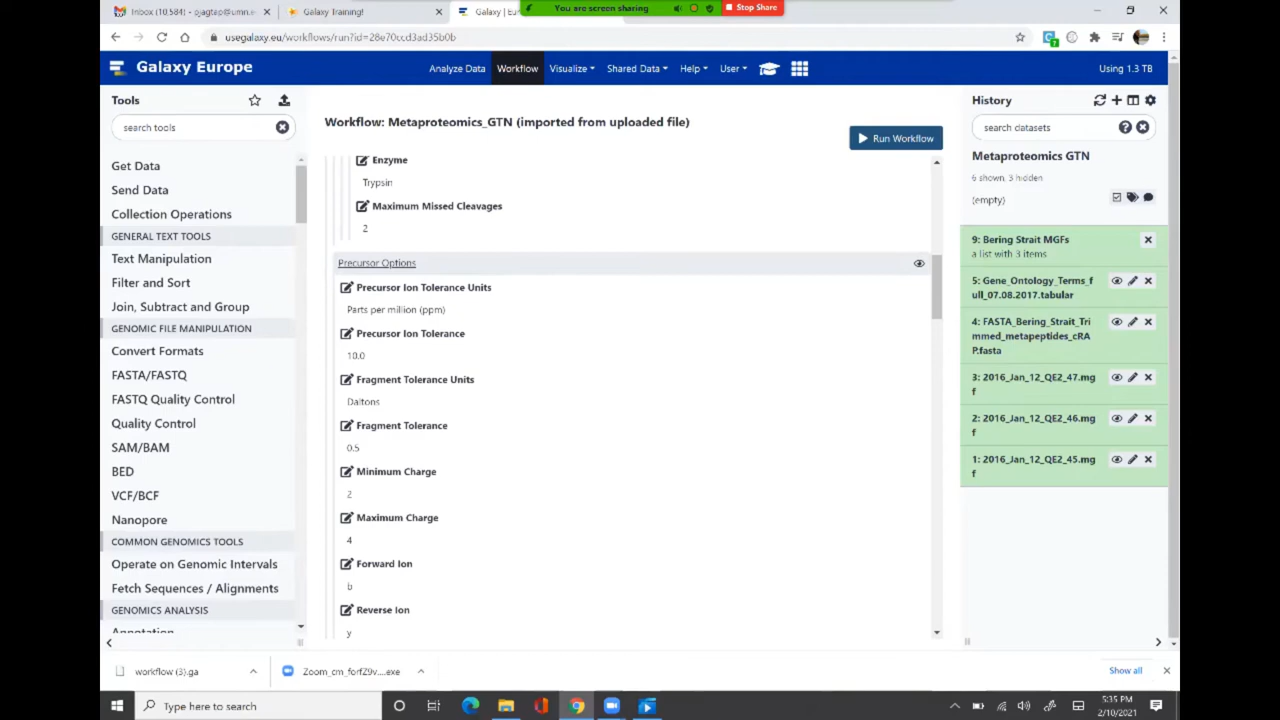 Inbox (10,584) - pjagtap@umn.e
Galaxy Training!
Galaxy | Eu
You are screen sharing
Stop Share
usegalaxy.eu/workflows/run?id=28e70ccd3ad35b0b
Galaxy Europe
Analyze Data
Workflow
Visualize
Shared Data
Help
User
Using 1.3 TB
Tools
search tools
Get Data
Send Data
Collection Operations
GENERAL TEXT TOOLS
Text Manipulation
Filter and Sort
Join, Subtract and Group
GENOMIC FILE MANIPULATION
Convert Formats
FASTA/FASTQ
FASTQ Quality Control
Quality Control
SAM/BAM
BED
VCF/BCF
Nanopore
COMMON GENOMICS TOOLS
Operate on Genomic Intervals
Fetch Sequences / Alignments
GENOMICS ANALYSIS
Annotation
Workflow: Metaproteomics_GTN (imported from uploaded file)
Run Workflow
Enzyme
Trypsin
Maximum Missed Cleavages
2
Precursor Options
Precursor Ion Tolerance Units
Parts per million (ppm)
Precursor Ion Tolerance
10.0
Fragment Tolerance Units
Daltons
Fragment Tolerance
0.5
Minimum Charge
2
Maximum Charge
4
Forward Ion
b
Reverse Ion
y
History
search datasets
Metaproteomics GTN
6 shown, 3 hidden
(empty)
9: Bering Strait MGFs
a list with 3 items
5: Gene_Ontology_Terms_f
ull_07.08.2017.tabular
4: FASTA_Bering_Strait_Tri
mmed_metapeptides_cRA
P.fasta
3: 2016_Jan_12_QE2_47.mg
f
2: 2016_Jan_12_QE2_46.mg
f
1: 2016_Jan_12_QE2_45.mg
f
workflow (3).ga
Zoom_cm_forfZ9v....exe
Show all
Type here to search
5:35 PM
2/10/2021